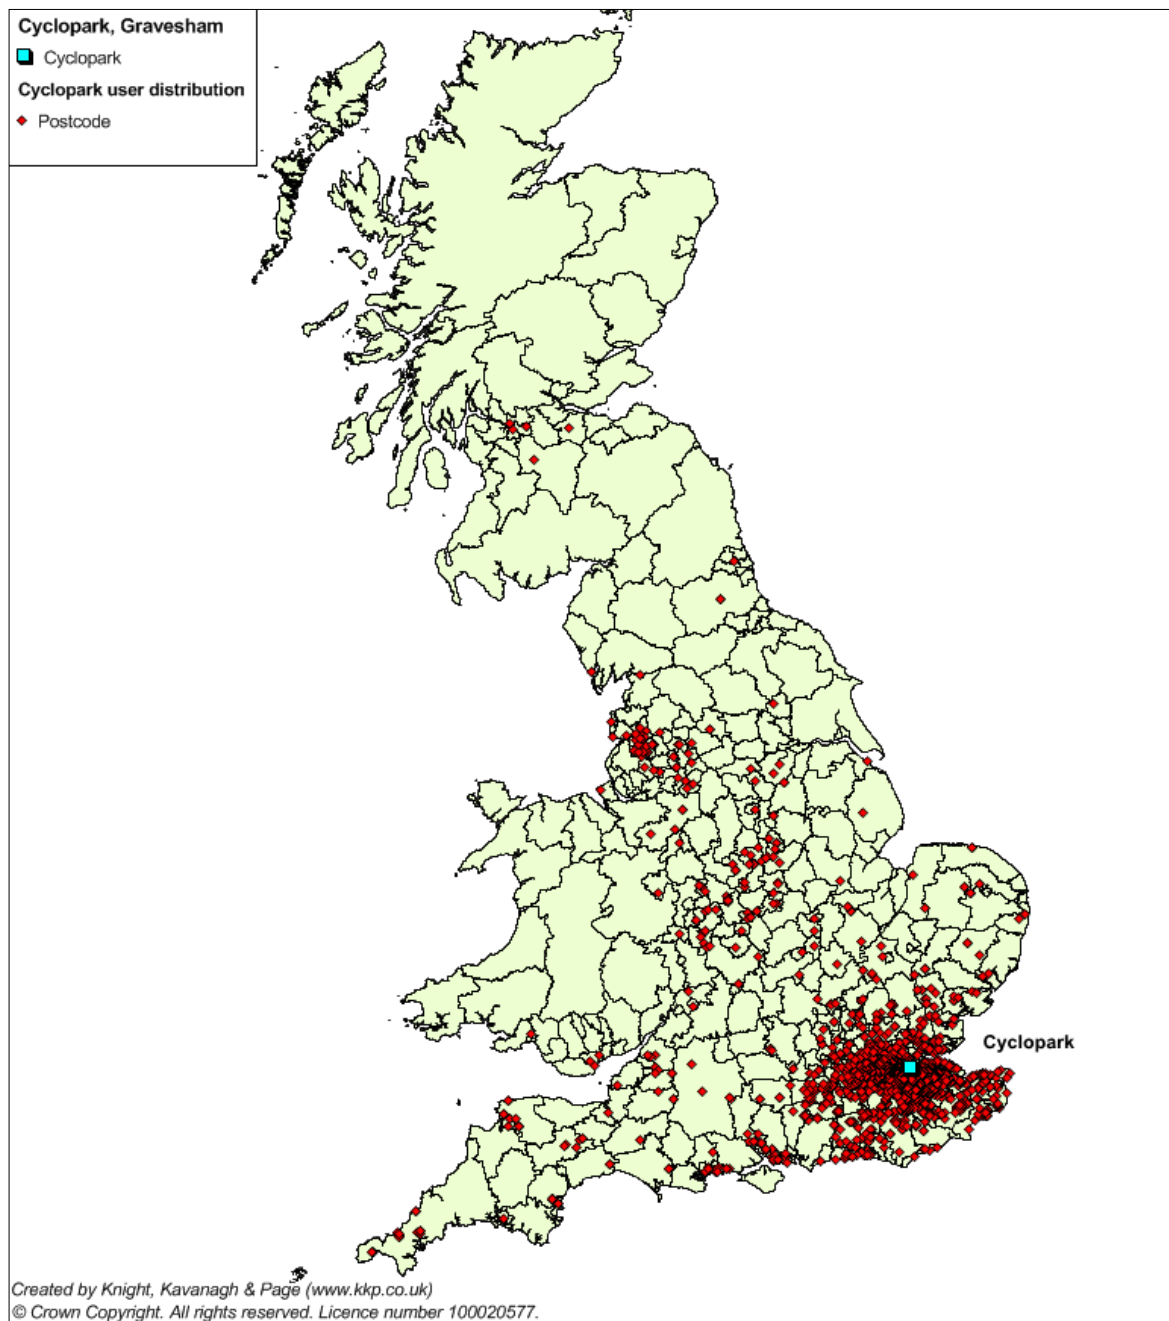 Cyclopark, Gravesham
Cyclopark
Cyclopark user distribution
Postcode
Cyclopark
Created by Knight, Kavanagh & Page (www.kkp.co.uk)
© Crown Copyright. All rights reserved. Licence number 100020577.